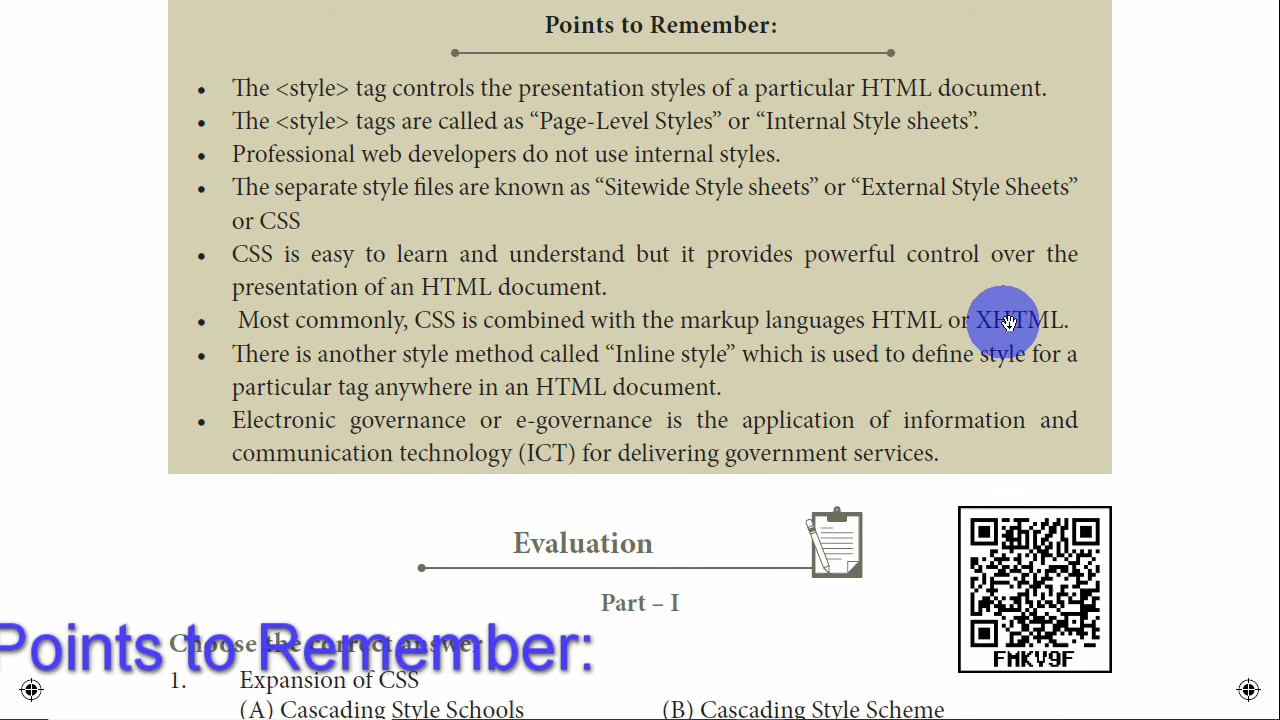 Points to Remember:
• The <style> tag controls the presentation styles of a particular HTML document.
• The <style> tags are called as “Page-Level Styles” or “Internal Style sheets”.
• Professional web developers do not use internal styles.
• The separate style files are known as “Sitewide Style sheets” or “External Style Sheets”
or CSS
• CSS is easy to learn and understand but it provides powerful control over the
presentation of an HTML document.
• Most commonly, CSS is combined with the markup languages HTML or XHTML.
• There is another style method called “Inline style” which is used to define style for a
particular tag anywhere in an HTML document.
• Electronic governance or e-governance is the application of information and
communication technology (ICT) for delivering government services.
Evaluation
Part – I
FMKV9F
Choose the correct answer
Points to Remember:
1. Expansion of CSS
(A) Cascading Style Schools (B) Cascading Style Scheme